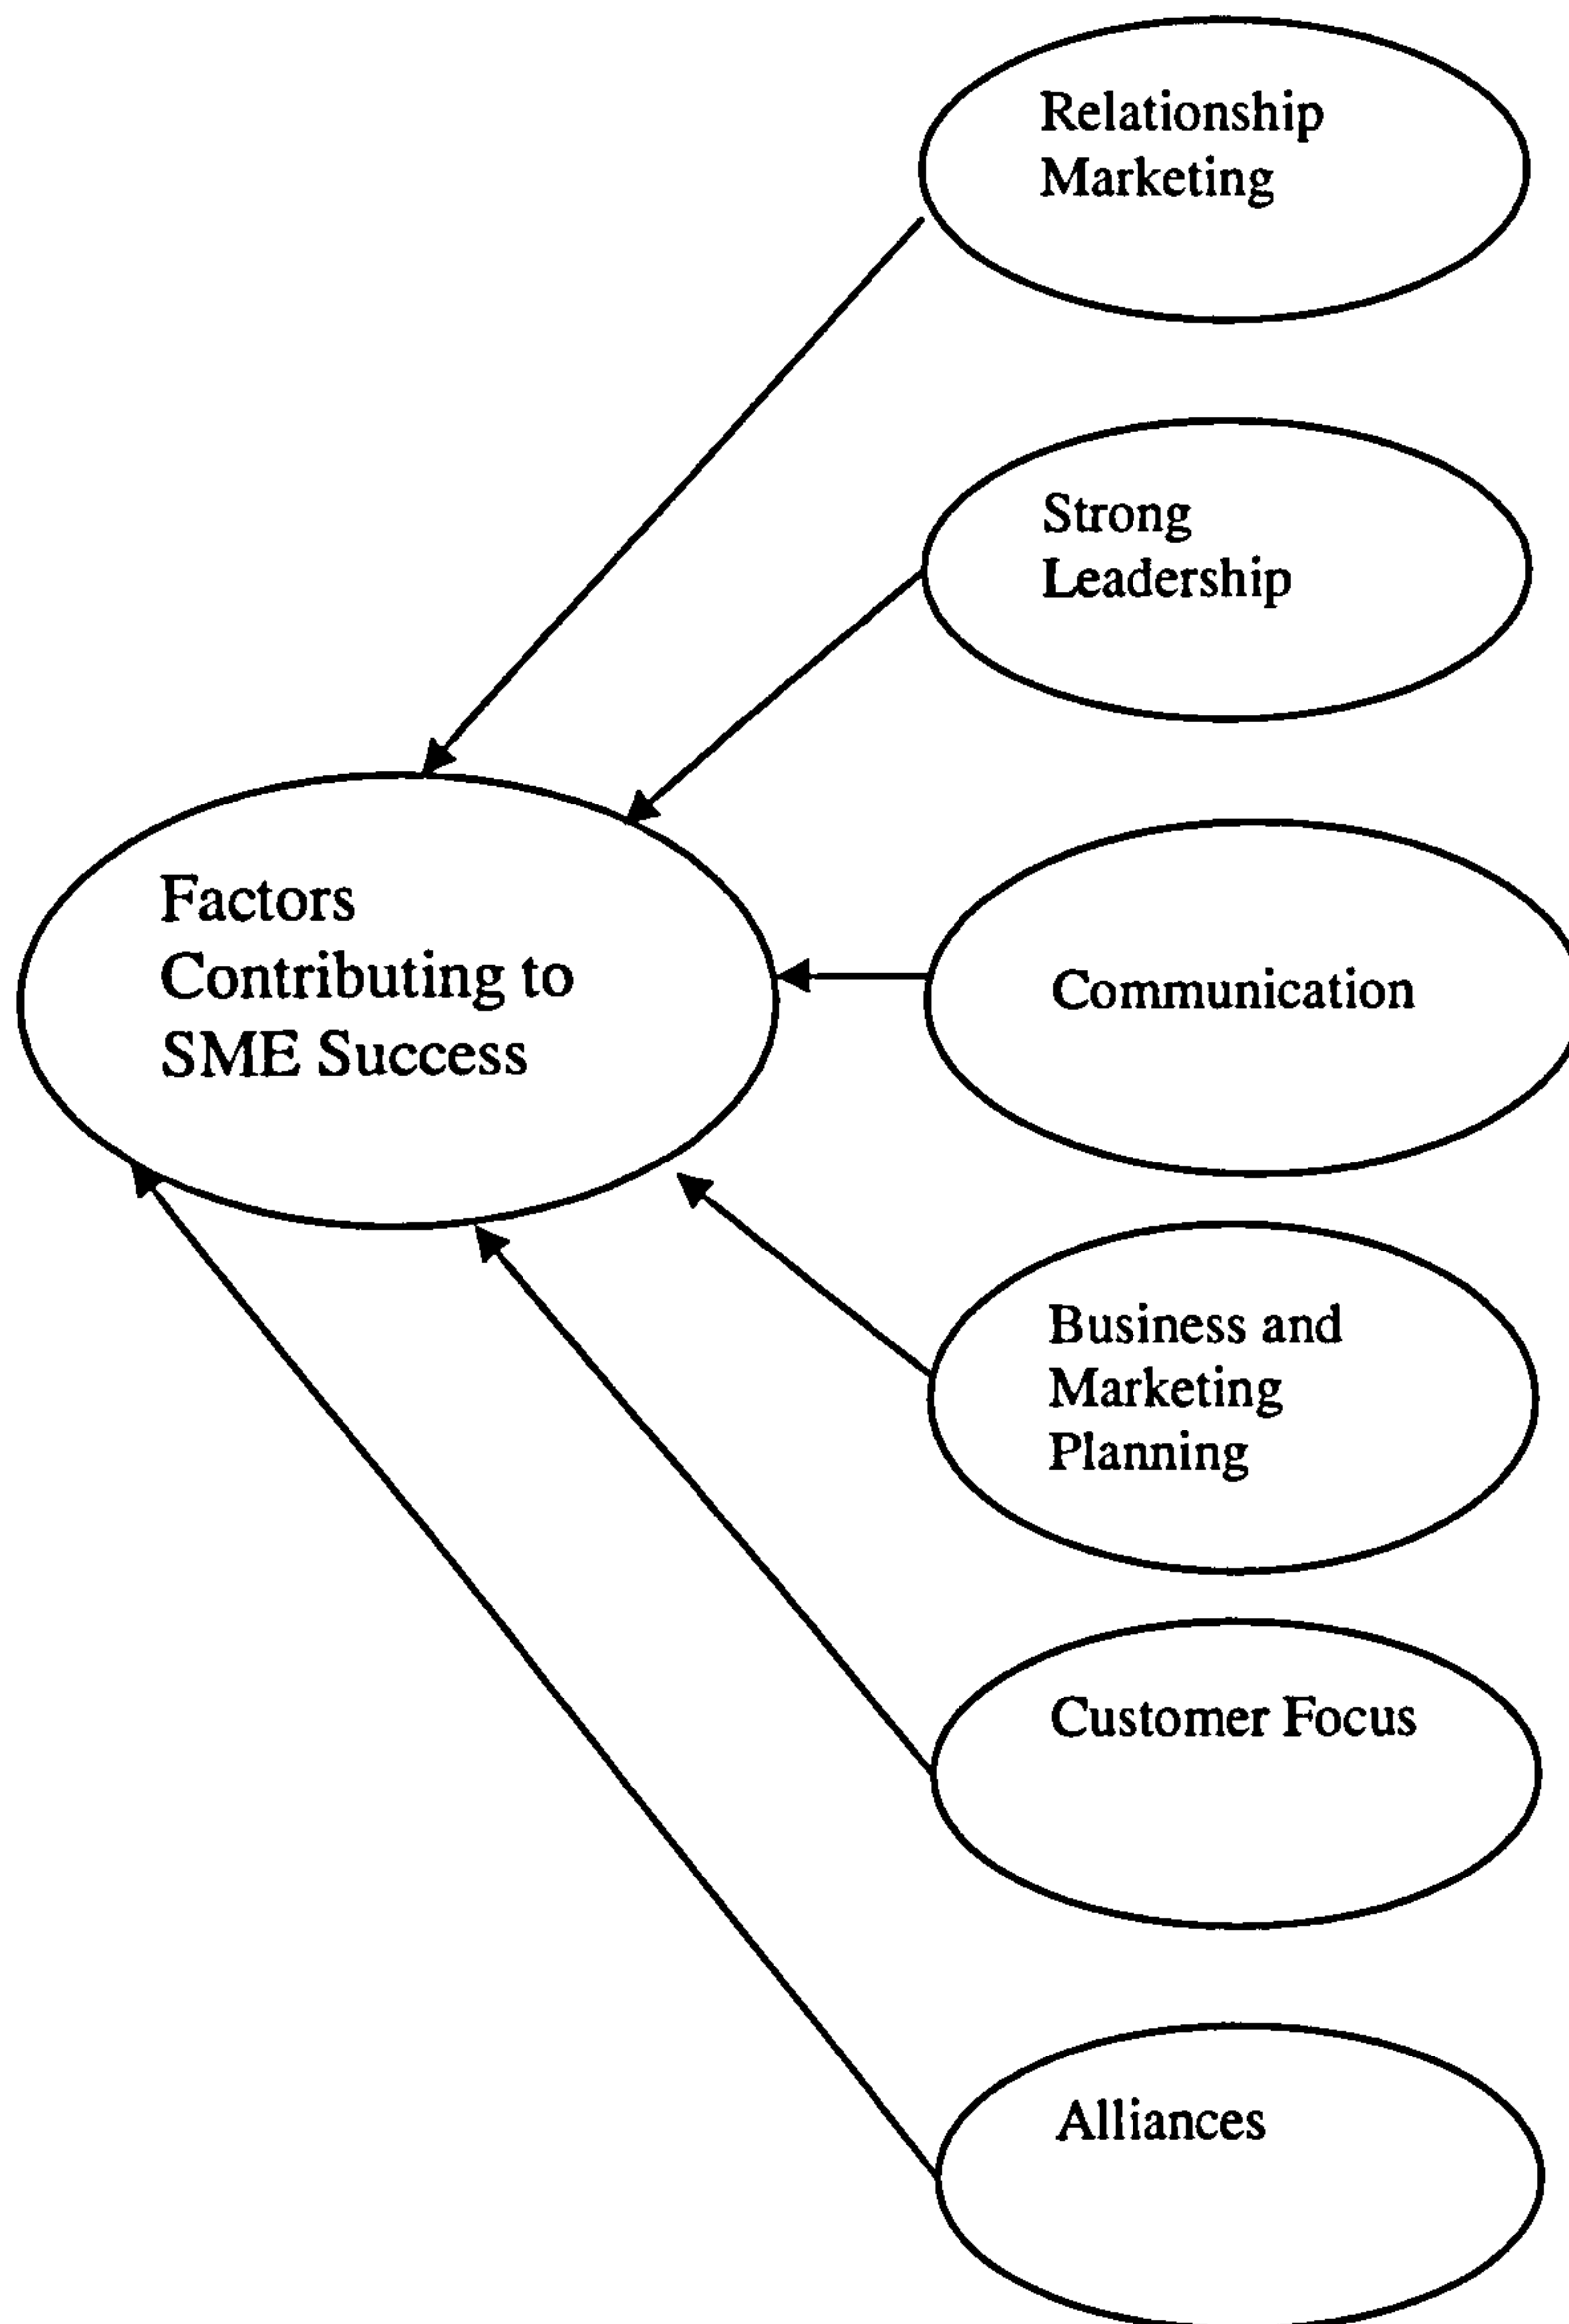 Relationship
Marketing
Strong
Leadership
Factors
Contributing to
SME Success
Communication
Business and
Marketing
Planning
Customer Focus
Alliances